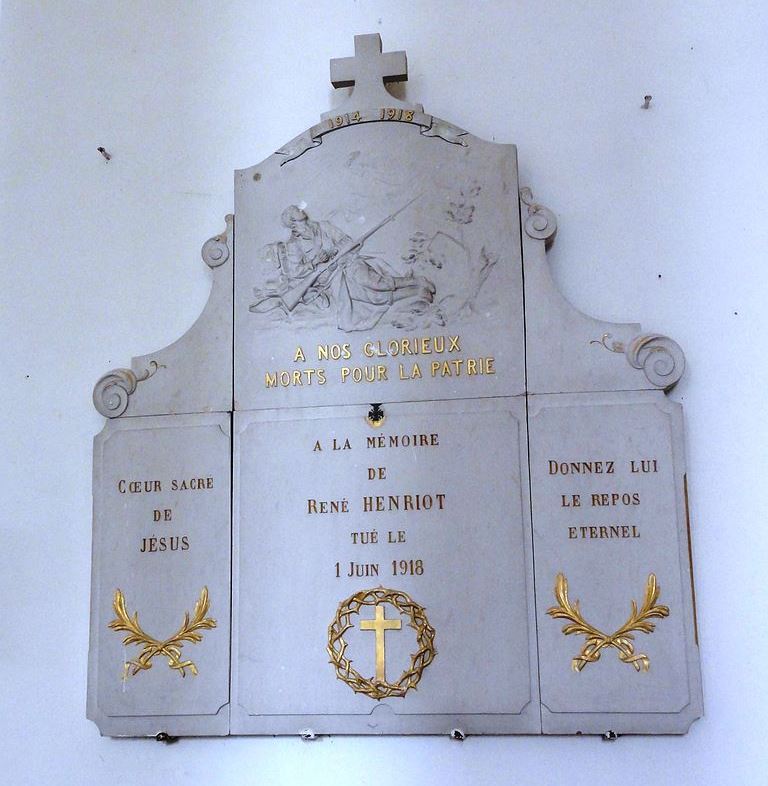 1914 1918
A NOS GLORIEUX
MORTS POUR LA PATRIE
CŒUR SACRE
DE
JÉSUS
A LA MÉMOIRE
DE
RENÉ HENRIOT
TUÉ LE
1 JUIN 1918
DONNEZ LUI
LE REPOS
ETERNEL